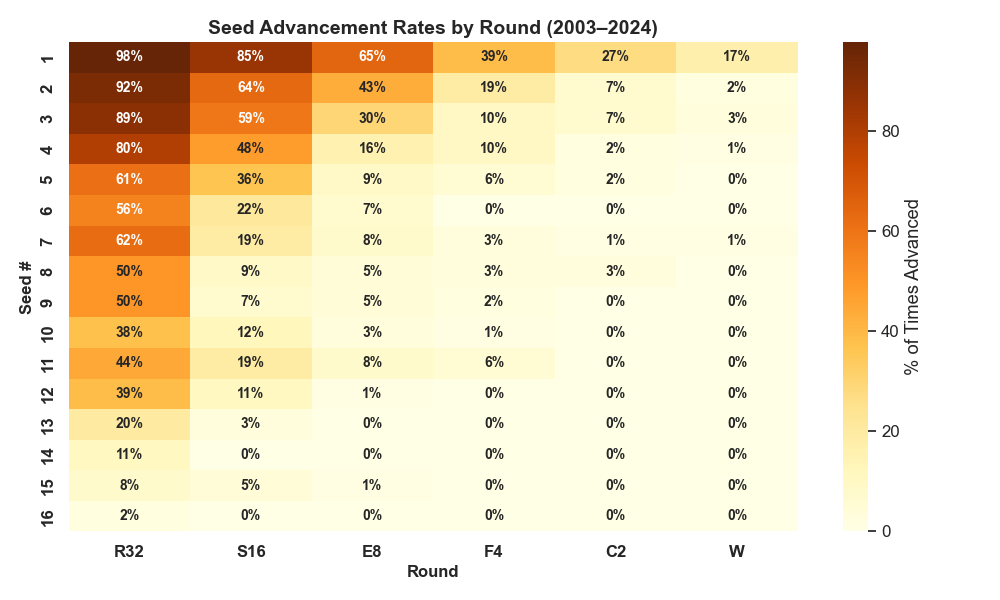 Seed Advancement Rates by Round (2003–2024)
1 98% 85% 65% 39% 27% 17%
2 92% 64% 43% 19% 7% 2%
3 89% 59% 30% 10% 7% 3%
4 80% 48% 16% 10% 2% 1%
5 61% 36% 9% 6% 2% 0%
6 56% 22% 7% 0% 0% 0%
7 62% 19% 8% 3% 1% 1%
8 50% 9% 5% 3% 3% 0%
9 50% 7% 5% 2% 0% 0%
10 38% 12% 3% 1% 0% 0%
11 44% 19% 8% 6% 0% 0%
12 39% 11% 1% 0% 0% 0%
13 20% 3% 0% 0% 0% 0%
14 11% 0% 0% 0% 0% 0%
15 8% 5% 1% 0% 0% 0%
16 2% 0% 0% 0% 0% 0%
R32 S16 E8 F4 C2 W
Round
Seed #
80
60
40
20
0
% of Times Advanced